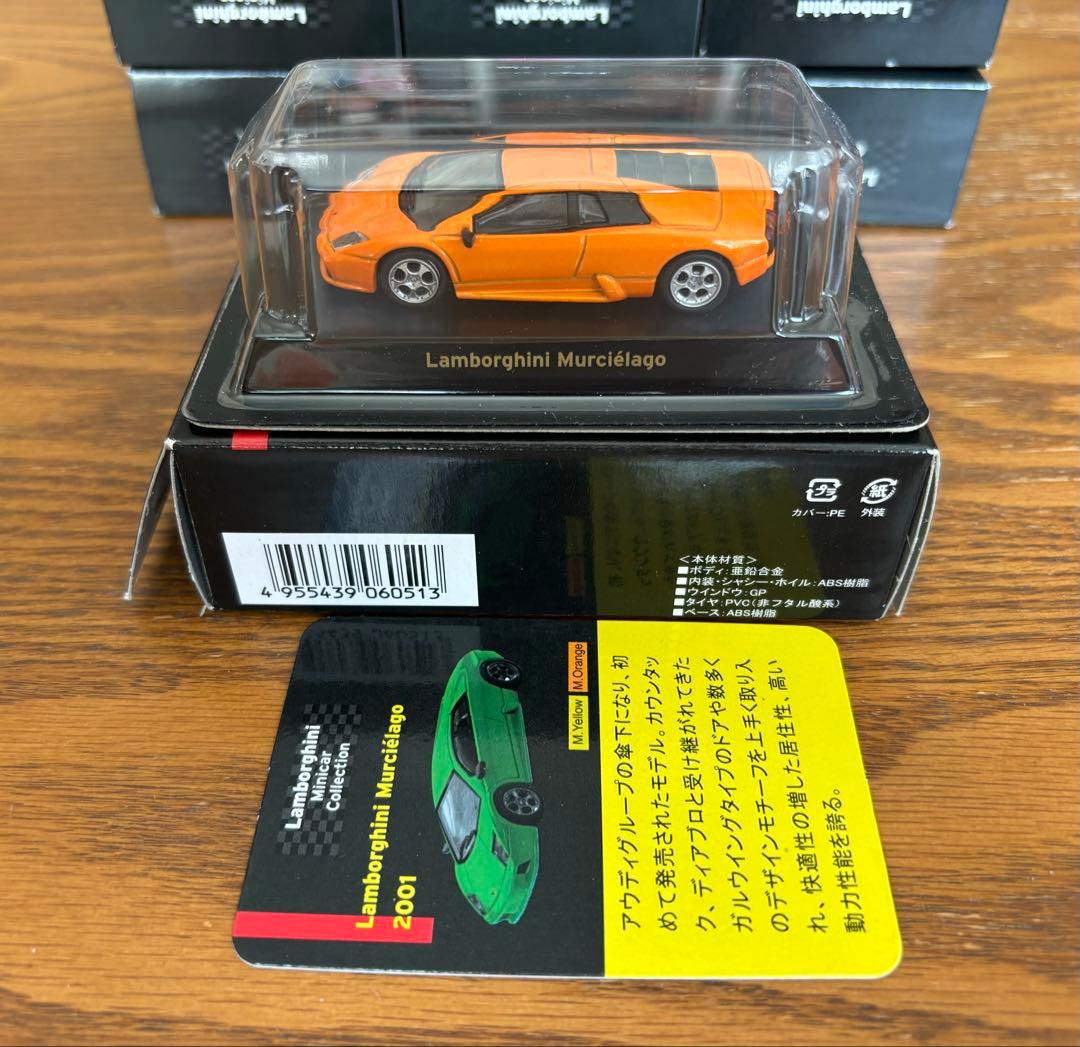 Lamborghini
Minicar
Lamborghini
Minicar
Lamborghini
Lamborghini Murciélago
プラ
紙
カバー:PE
外装
4 955439 060513
<本体材質>
■ボディ:亜鉛合金
■内装・シャシー・ホイル:ABS樹脂
■ウインドウ:GP
■タイヤ:PVC(非フタル酸系)
■ベース:ABS樹脂
Lamborghini
Minicar
Collection
Lamborghini Murciélago
2001
M.Yellow
M.Orange
アウディグループの傘下になり、初
めて発売されたモデル。カウンタッ
ク、ディアブロと受け継がれてきた
ガルウイングタイプのドアや数多く
のデザインモチーフを上手く取り入
れ、快適性の増した居住性、高い
動力性能を誇る。